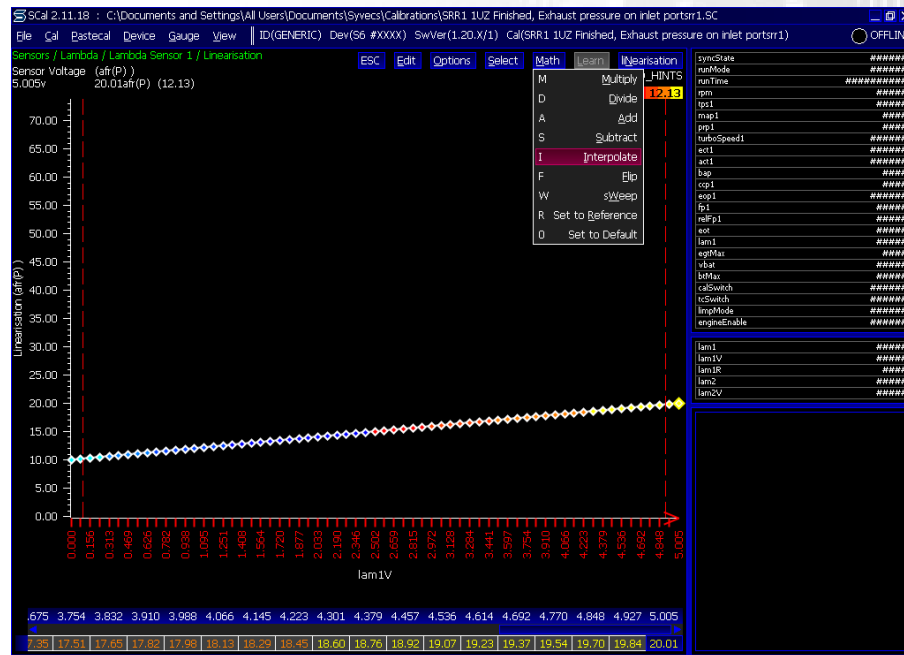 SCal 2.11.18 : C:\Documents and Settings\All Users\Documents\Syvecs\Calibrations\SRR1 1UZ Finished, Exhaust pressure on inlet portsrr1.SC
File Cal Pastecal Device Gauge View ID(GENERIC) Dev(S6 #XXXX) SwVer(1.20.X/1) Cal(SRR1 1UZ Finished, Exhaust pressure on inlet portsrr1) OFFLIN
Sensors / Lambda / Lambda Sensor 1 / Linearisation
ESC Edit Options Select Math Learn liNearisation
Sensor Voltage (afr(P) )
5.005v 20.01afr(P) (12.13)
_HINTS
12.13
M Multiply
D Divide
A Add
S Subtract
I Interpolate
F Flip
W sWeep
R Set to Reference
0 Set to Default
Linearisation (afr(P))
70.00
65.00
60.00
55.00
50.00
45.00
40.00
35.00
30.00
25.00
20.00
15.00
10.00
5.00
0.00
0.000 0.156 0.313 0.469 0.626 0.782 0.938 1.095 1.251 1.408 1.564 1.720 1.877 2.033 2.190 2.346 2.502 2.659 2.815 2.972 3.128 3.284 3.441 3.597 3.754 3.910 4.066 4.223 4.379 4.536 4.692 4.848 5.005
lam1V
.675 3.754 3.832 3.910 3.988 4.066 4.145 4.223 4.301 4.379 4.457 4.536 4.614 4.692 4.770 4.848 4.927 5.005
7.35 17.51 17.65 17.82 17.98 18.13 18.29 18.45 18.60 18.76 18.92 19.07 19.23 19.37 19.54 19.70 19.84 20.01
syncState #####
runMode #####
runTime ##########
rpm #####
tps1 #####
map1 ####
prp1 ####
turboSpeed1 #####
ect1 #####
act1 #####
bap ####
ccp1 ####
eop1 #####
fp1 #####
relFp1 #####
eot #####
lam1 ####
egtMax ####
vbat ####
btMax ####
calSwitch #####
tcSwitch #####
limpMode #####
engineEnable #####
lam1 #####
lam1V #####
lam1R ####
lam2 ####
lam2V #####